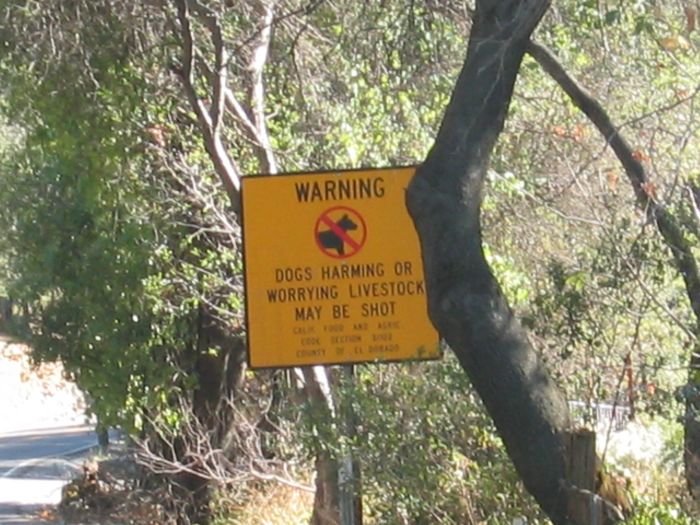 WARNING
DOGS HARMING OR
WORRYING LIVESTOCK
MAY BE SHOT
CALIF. FOOD AND AGRIC.
CODE SECTION 31102
COUNTY OF EL DORADO